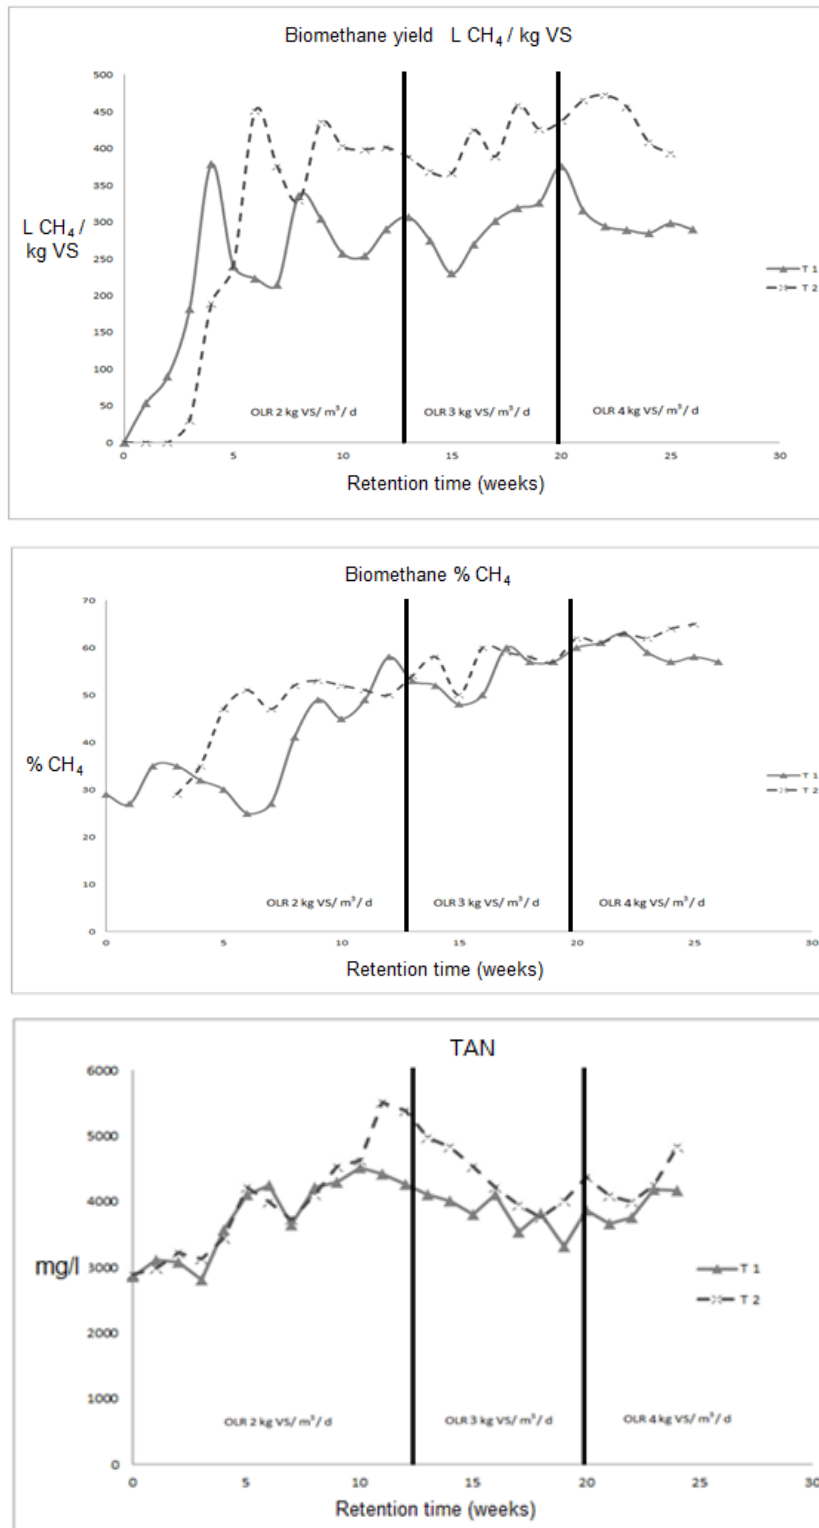 Biomethane yield L CH₄ / kg VS
500
450
400
350
300
250
200
150
100
50
0
L CH₄ /
kg VS
T 1
T 2
OLR 2 kg VS/ m³/ d
OLR 3 kg VS/ m³/ d
OLR 4 kg VS/ m³/ d
0 5 10 15 20 25 30
Retention time (weeks)
Biomethane % CH₄
70
60
50
40
30
20
10
0
% CH₄
T 1
T 2
OLR 2 kg VS/ m³/ d
OLR 3 kg VS/ m³/ d
OLR 4 kg VS/ m³/ d
0 5 10 15 20 25 30
Retention time (weeks)
TAN
6000
5000
4000
3000
2000
1000
0
mg/l
T 1
T 2
OLR 2 kg VS/ m³/ d
OLR 3 kg VS/ m³/ d
OLR 4 kg VS/ m³/ d
0 5 10 15 20 25 30
Retention time (weeks)